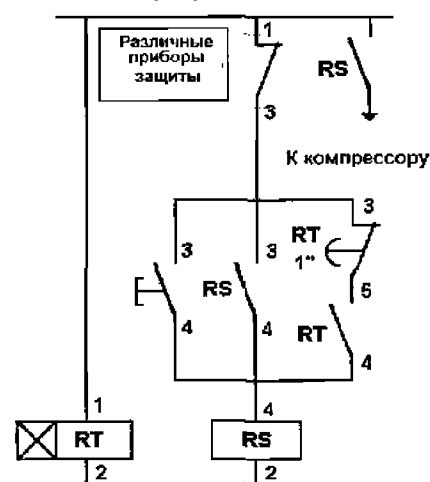 Различные
приборы
защиты
1
RS
3
К компрессору
3
3
3
RT
1"
RS
5
4
4
RT
4
1
4
RT
RS
2
2